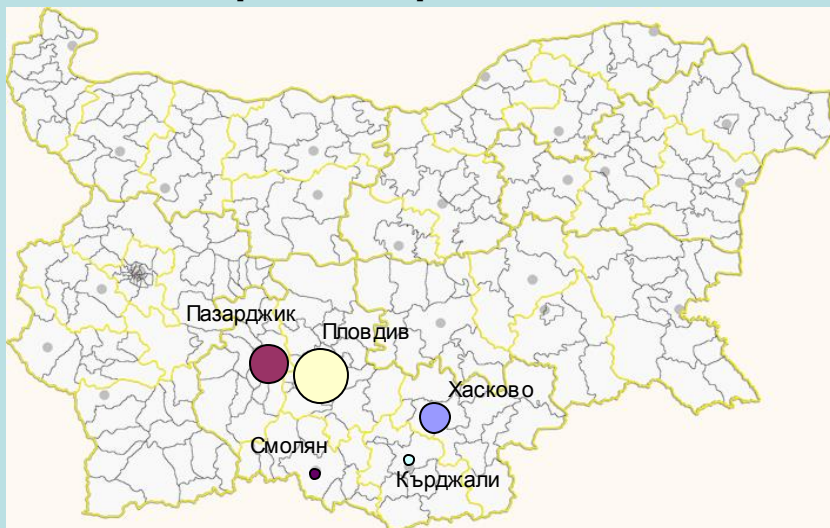 Пазарджик
Пловдив
Хасково
Смолян
Кърджали